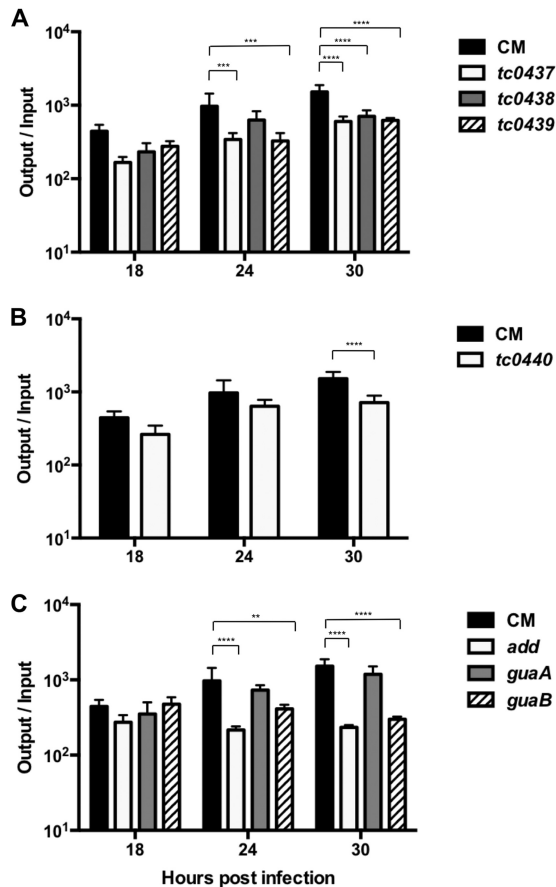 A
10⁴
10³
10²
10¹
Output / Input
***
***
****
****
****
18
24
30
CM
tc0437
tc0438
tc0439
B
10⁴
10³
10²
10¹
Output / Input
****
18
24
30
CM
tc0440
C
10⁴
10³
10²
10¹
Output / Input
**
****
****
****
18
24
30
Hours post infection
CM
add
guaA
guaB